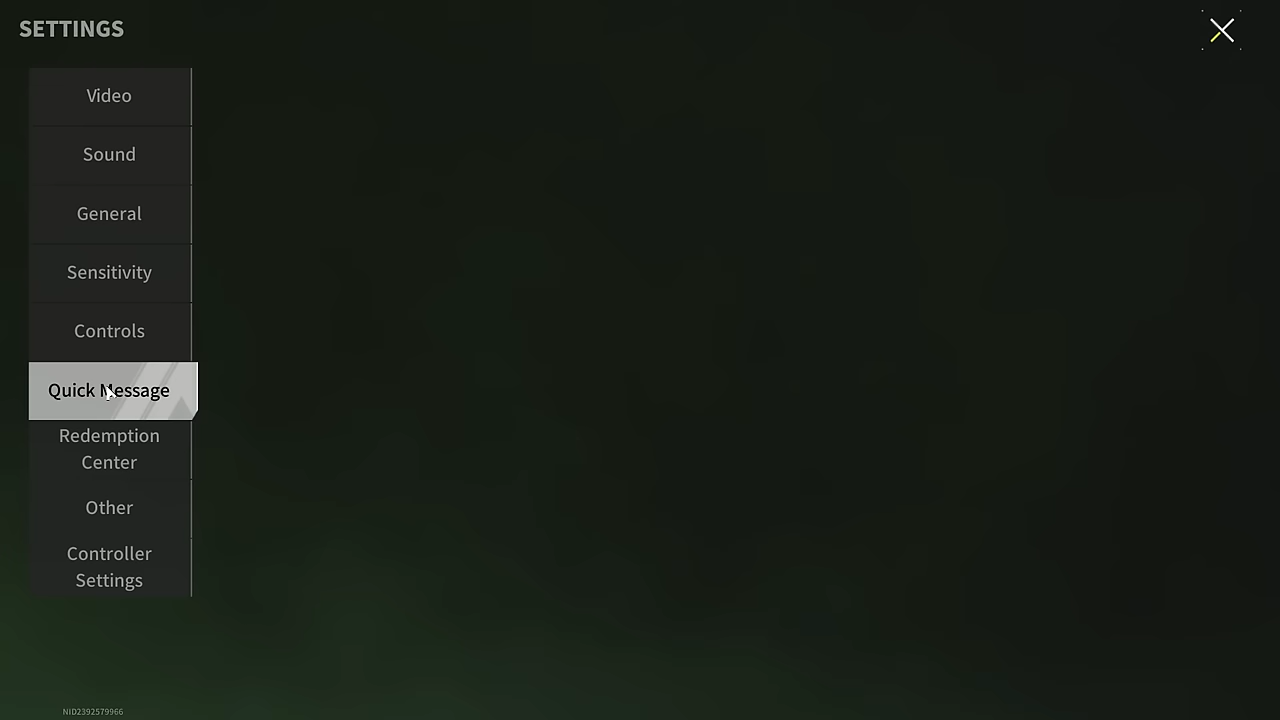 SETTINGS
Video
Sound
General
Sensitivity
Controls
Quick Message
Redemption
Center
Other
Controller
Settings
NID2392579966